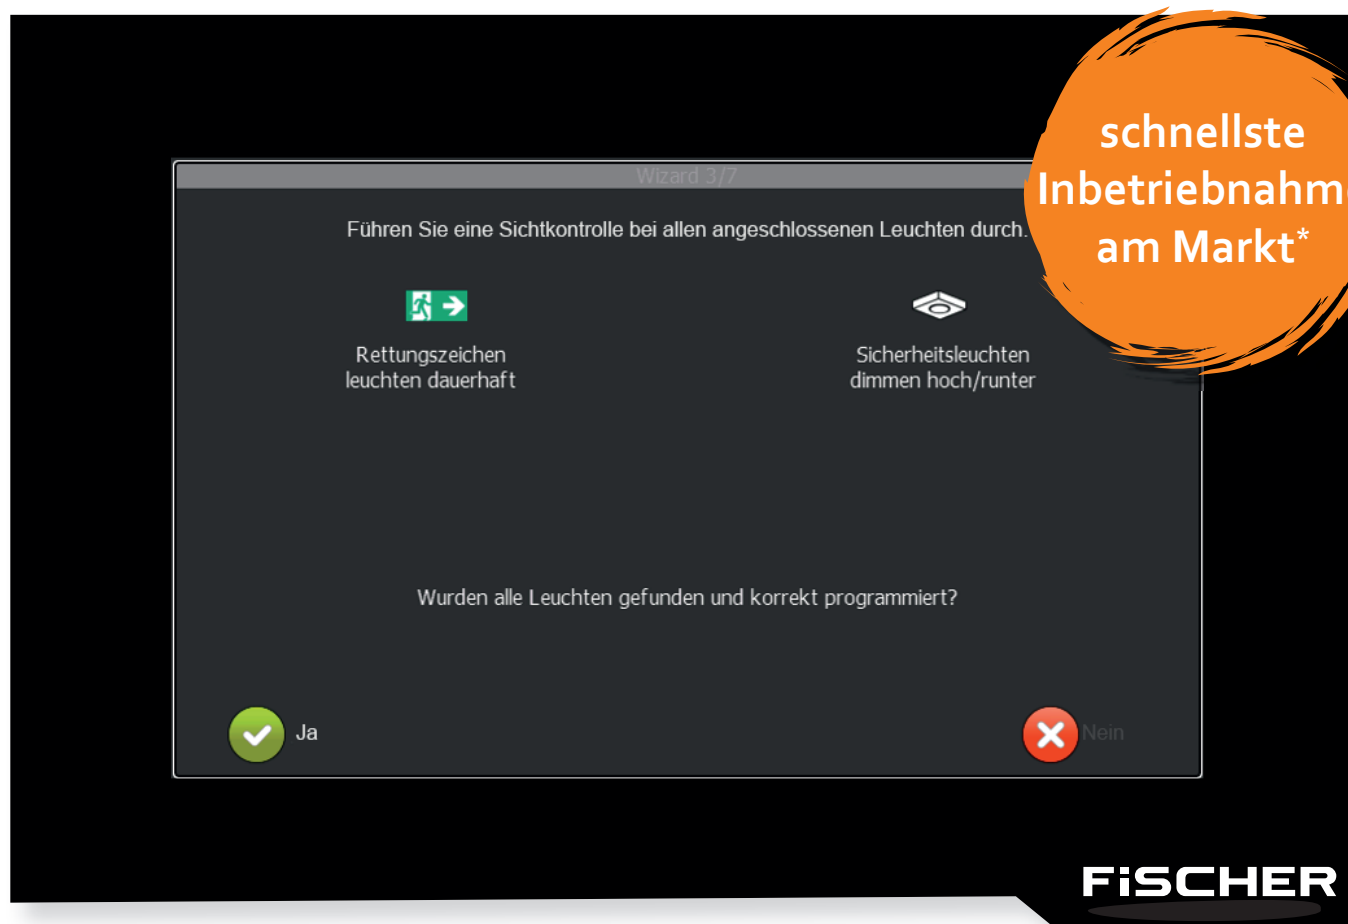 schnellste
Inbetriebnahm
am Markt*
Wizard 3/7
Führen Sie eine Sichtkontrolle bei allen angeschlossenen Leuchten durch.
Rettungszeichen
leuchten dauerhaft
Sicherheitsleuchten
dimmen hoch/runter
Wurden alle Leuchten gefunden und korrekt programmiert?
Ja
Nein
FiSCHER